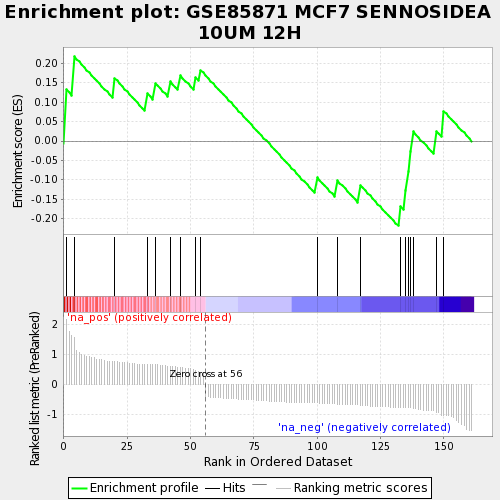 Enrichment plot: GSE85871 MCF7 SENNOSIDEA
10UM 12H
Enrichment score (ES)
0.20
0.15
0.10
0.05
0.00
-0.05
-0.10
-0.15
-0.20
'na_pos' (positively correlated)
Ranked list metric (PreRanked)
2
1
0
-1
Zero cross at 56
'na_neg' (negatively correlated)
0 25 50 75 100 125 150
Rank in Ordered Dataset
Enrichment profile Hits Ranking metric scores